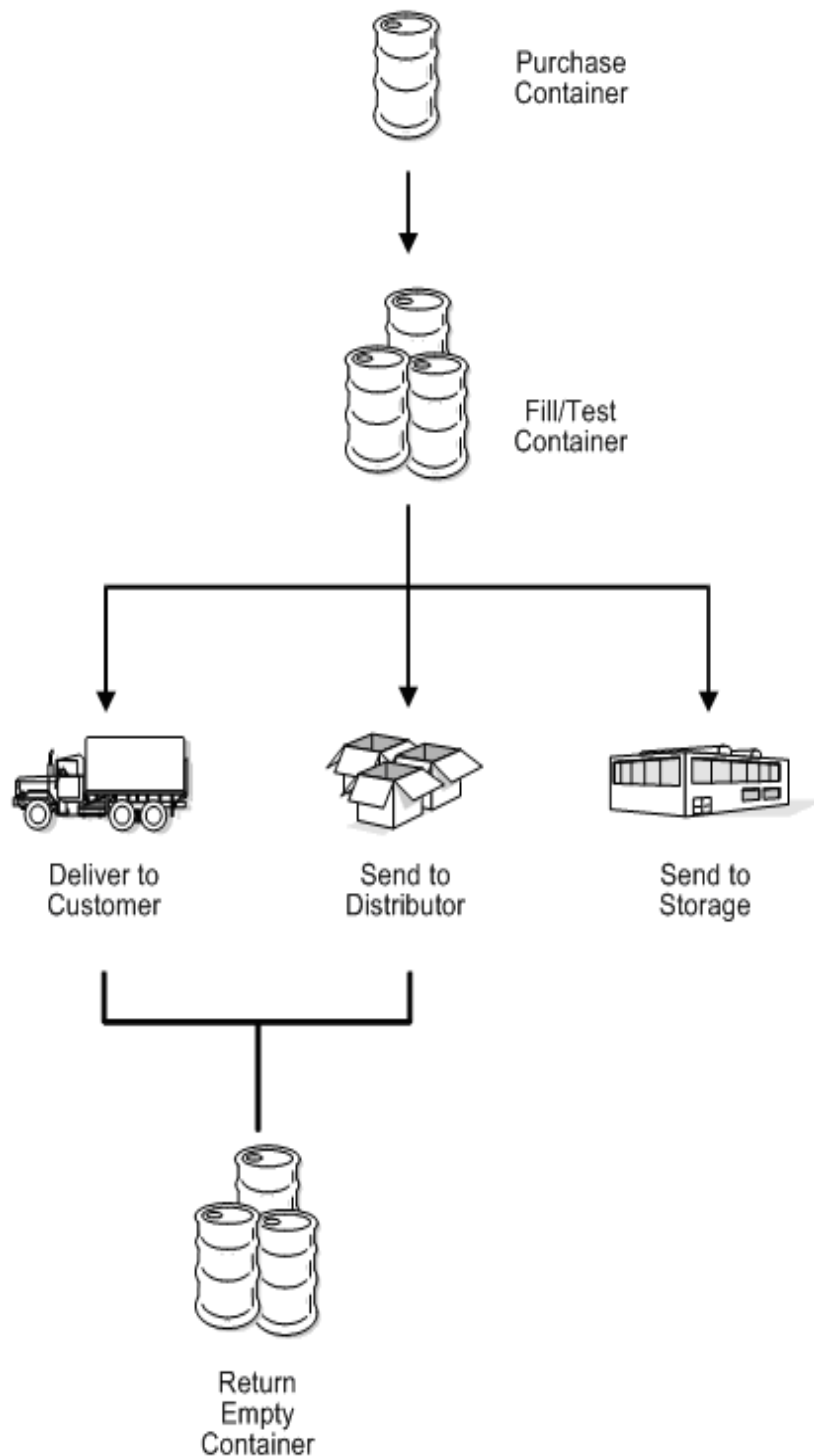 Purchase
Container
Fill/Test
Container
Deliver to
Customer
Send to
Distributor
Send to
Storage
Return
Empty
Container